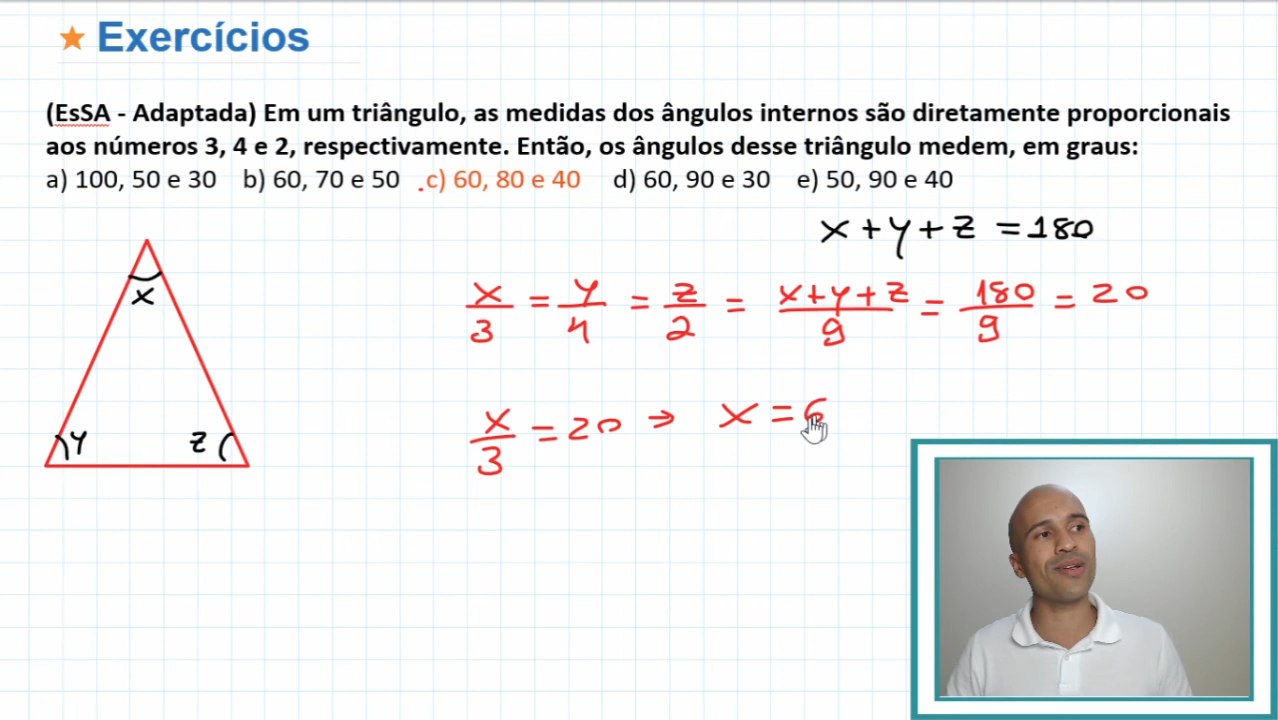 ★ Exercícios
(EsSA - Adaptada) Em um triângulo, as medidas dos ângulos internos são diretamente proporcionais
aos números 3, 4 e 2, respectivamente. Então, os ângulos desse triângulo medem, em graus:
a) 100, 50 e 30 b) 60, 70 e 50 c) 60, 80 e 40 d) 60, 90 e 30 e) 50, 90 e 40
x + y + z = 180
x/3 = y/4 = z/2 = x+y+z/9 = 180/9 = 20
x
x/3 = 20 → x = 6
y z